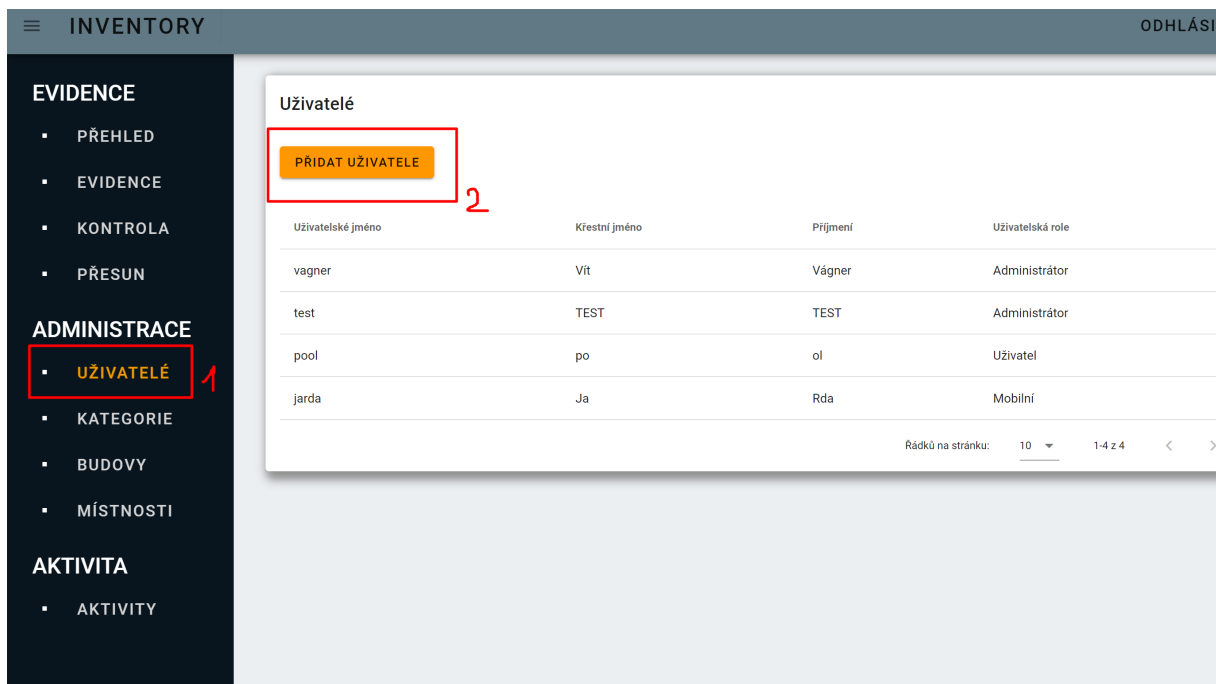 INVENTORY
ODHLÁSI
EVIDENCE
PŘEHLED
EVIDENCE
KONTROLA
PŘESUN
ADMINISTRACE
UŽIVATELÉ
1
KATEGORIE
BUDOVY
MÍSTNOSTI
AKTIVITA
AKTIVITY
Uživatelé
PŘIDAT UŽIVATELE
2
Uživatelské jméno Křestní jméno Příjmení Uživatelská role
vagner Vít Vágner Administrátor
test TEST TEST Administrátor
pool po ol Uživatel
jarda Ja Rda Mobilní
Řádků na stránku: 10 1-4 z 4